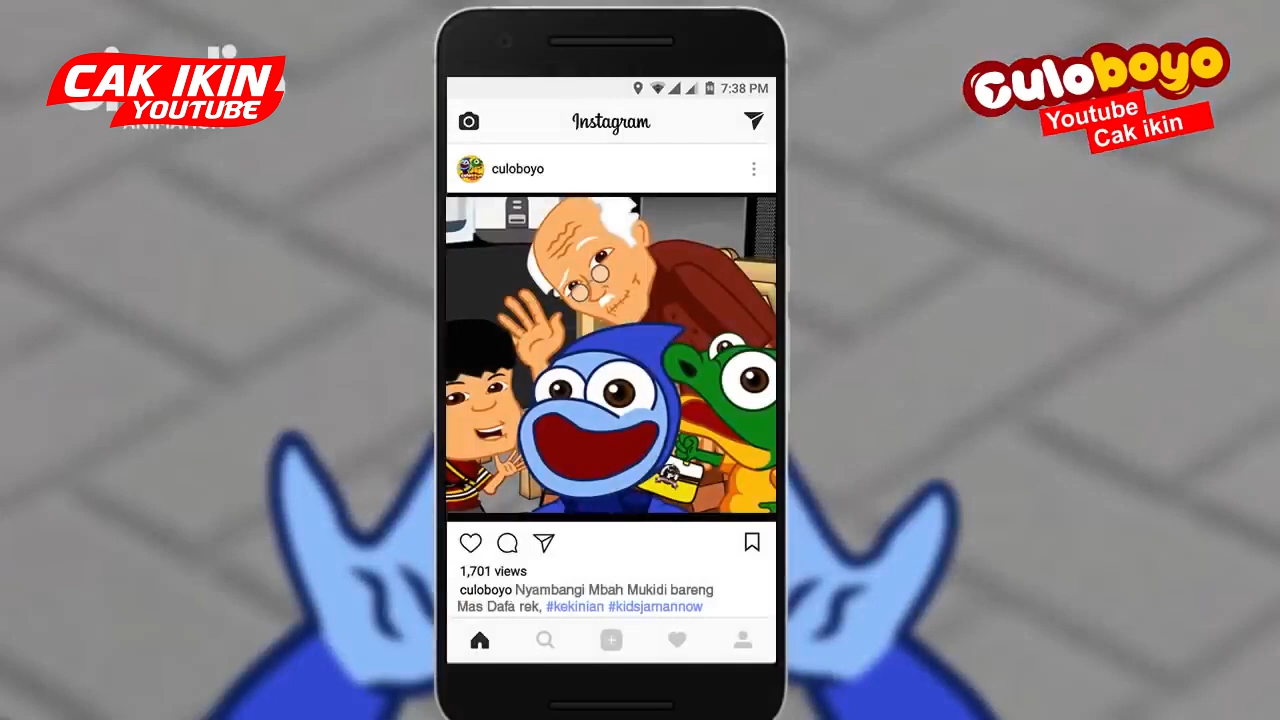 CAK IKIN
YOUTUBE
ANIMATION
culoboyo
Youtube
Cak ikin
7:38 PM
Instagram
culoboyo
1,701 views
culoboyo Nyambangi Mbah Mukidi bareng
Mas Dafa rek, #kekinian #kidsjamannow